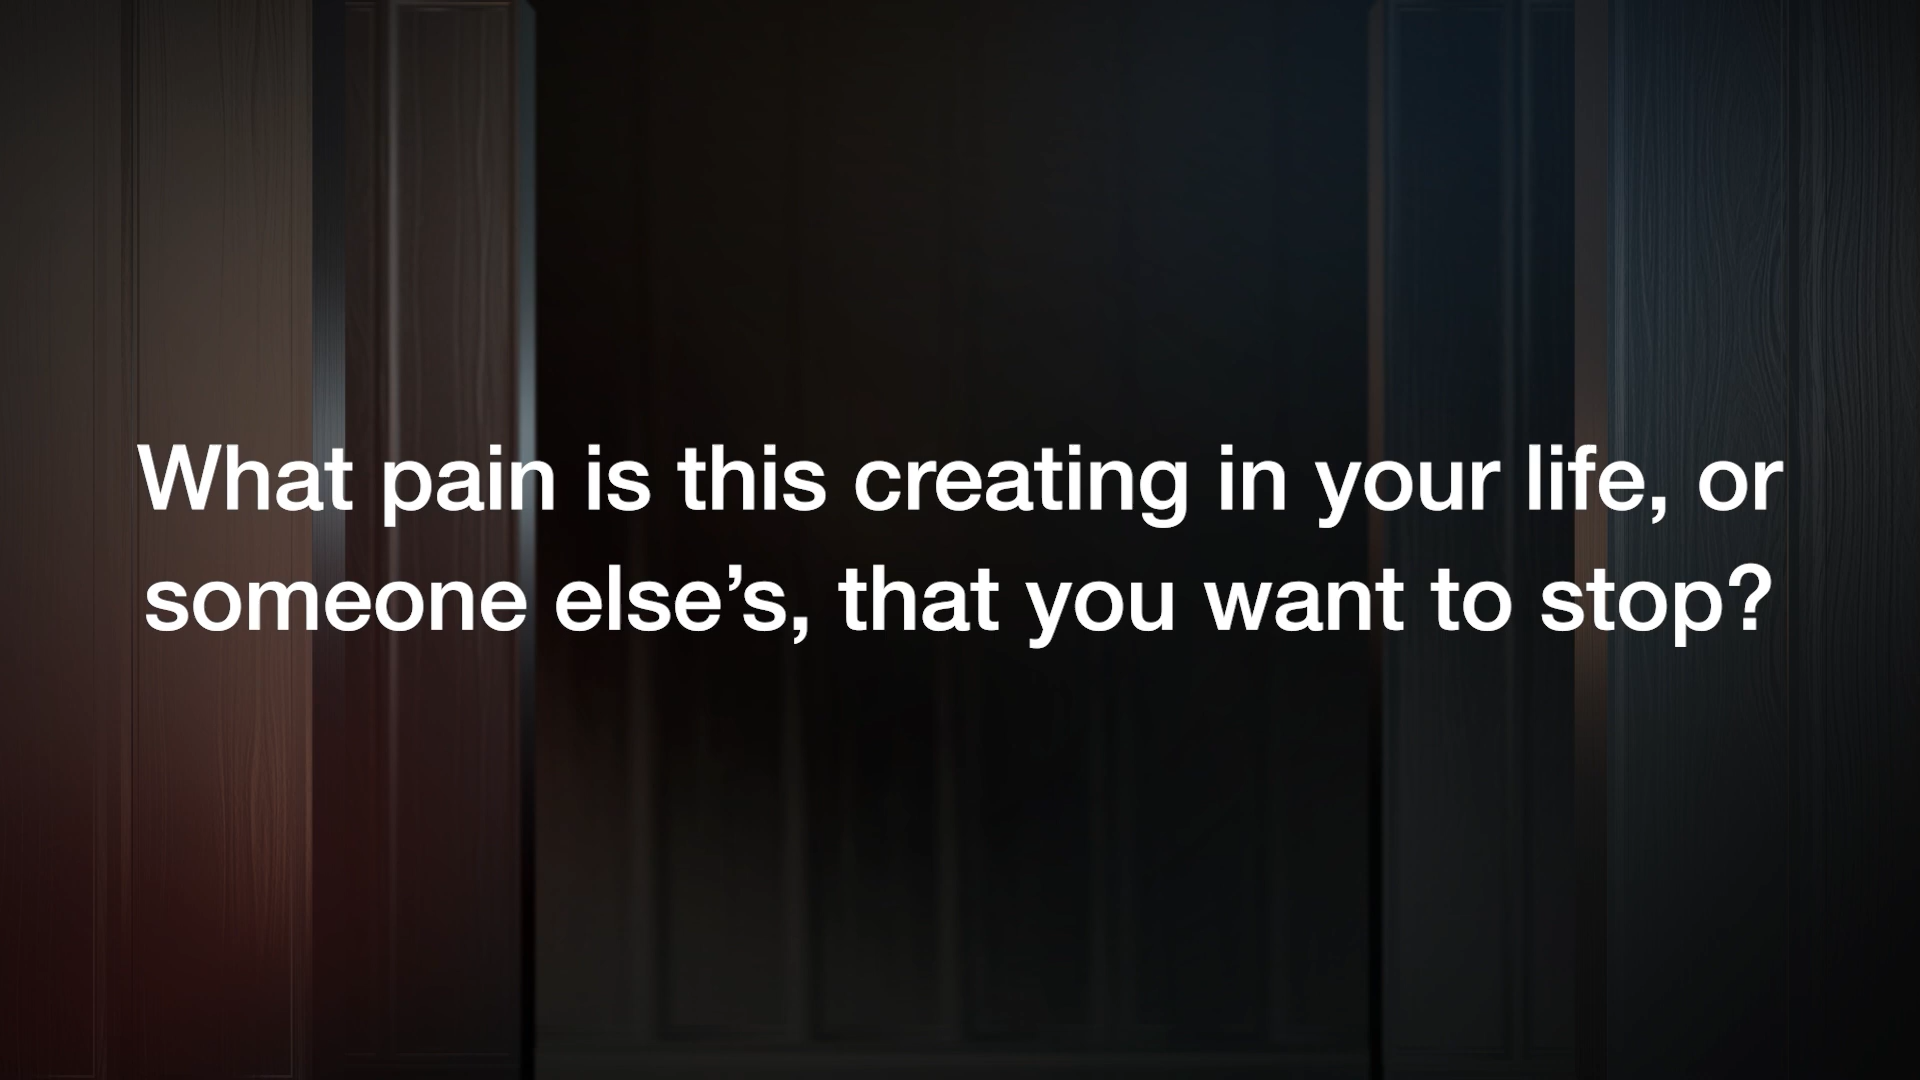 What pain is this creating in your life, or
someone else’s, that you want to stop?